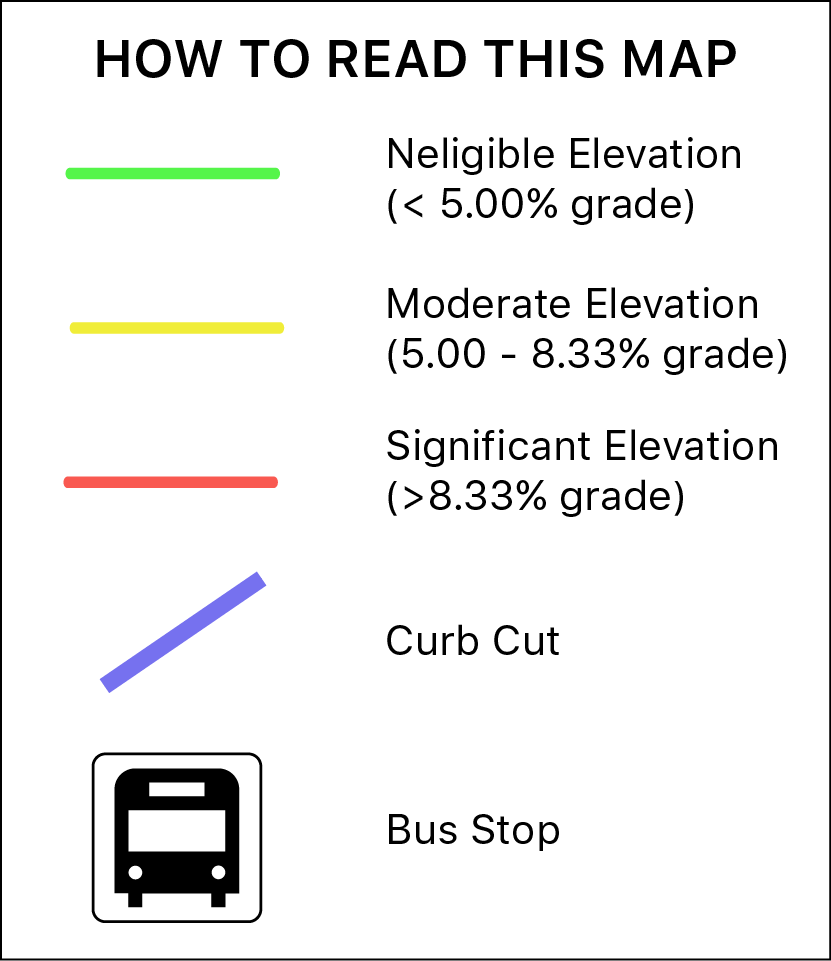 HOW TO READ THIS MAP
Neligible Elevation
(< 5.00% grade)
Moderate Elevation
(5.00 - 8.33% grade)
Significant Elevation
(>8.33% grade)
Curb Cut
Bus Stop